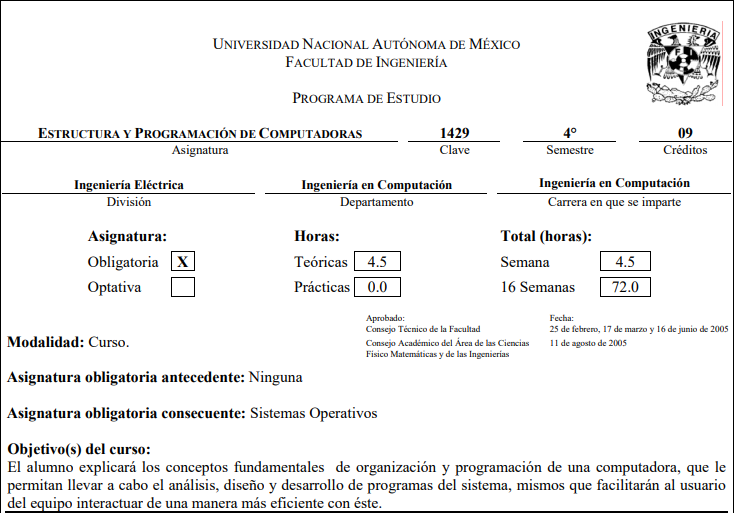 UNIVERSIDAD NACIONAL AUTÓNOMA DE MÉXICO
FACULTAD DE INGENIERÍA
INGENIERIA
PROGRAMA DE ESTUDIO
ESTRUCTURA Y PROGRAMACIÓN DE COMPUTADORAS 1429 4° 09
Asignatura Clave Semestre Créditos
Ingeniería Eléctrica Ingeniería en Computación Ingeniería en Computación
División Departamento Carrera en que se imparte
Asignatura: Horas: Total (horas):
Obligatoria X Teóricas 4.5 Semana 4.5
Optativa Prácticas 0.0 16 Semanas 72.0
Aprobado: Fecha:
Consejo Técnico de la Facultad 25 de febrero, 17 de marzo y 16 de junio de 2005
Modalidad: Curso. Consejo Académico del Área de las Ciencias 11 de agosto de 2005
Físico Matemáticas y de las Ingenierías
Asignatura obligatoria antecedente: Ninguna
Asignatura obligatoria consecuente: Sistemas Operativos
Objetivo(s) del curso:
El alumno explicará los conceptos fundamentales de organización y programación de una computadora, que le
permitan llevar a cabo el análisis, diseño y desarrollo de programas del sistema, mismos que facilitarán al usuario
del equipo interactuar de una manera más eficiente con éste.